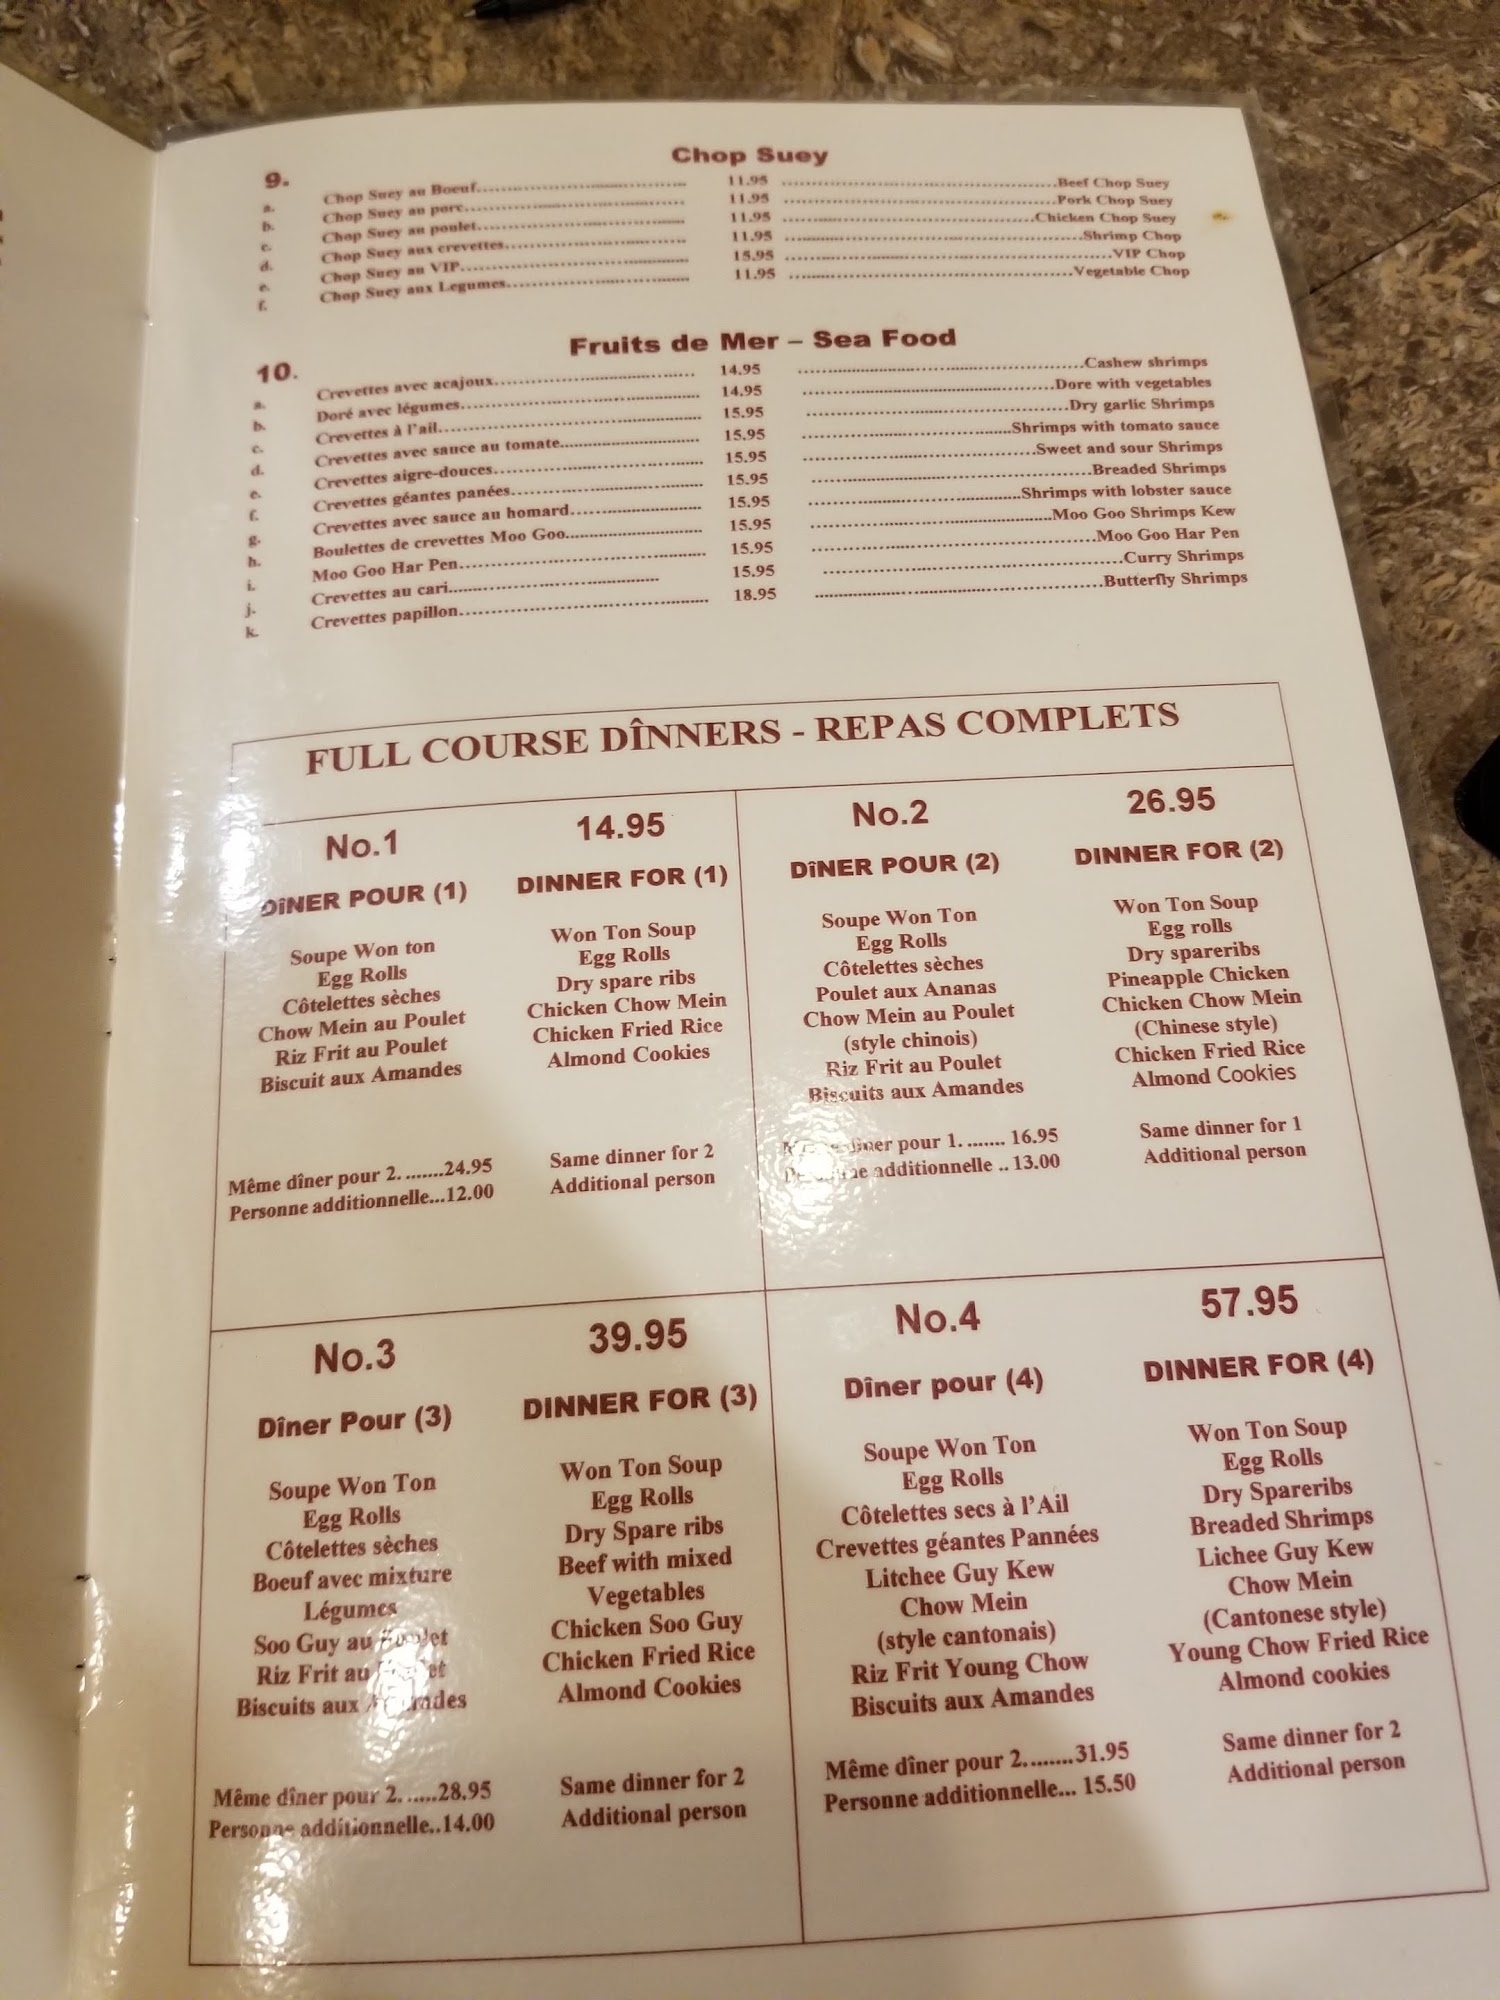 Chop Suey
9.
a. Chop Suey au Boeuf 11.95 Beef Chop Suey
b. Chop Suey au porc 11.95 Pork Chop Suey
c. Chop Suey au poulet 11.95 Chicken Chop Suey
d. Chop Suey aux crevettes 11.95 Shrimp Chop
e. Chop Suey au VIP 15.95 VIP Chop
f. Chop Suey aux Legumes 11.95 Vegetable Chop
Fruits de Mer – Sea Food
10.
a. Crevettes avec acajoux 14.95 Cashew shrimps
b. Doré avec légumes 14.95 Dore with vegetables
c. Crevettes à l'ail 15.95 Dry garlic Shrimps
d. Crevettes avec sauce au tomate 15.95 Shrimps with tomato sauce
e. Crevettes aigre-douces 15.95 Sweet and sour Shrimps
f. Crevettes géantes panées 15.95 Breaded Shrimps
g. Crevettes avec sauce au homard 15.95 Shrimps with lobster sauce
h. Boulettes de crevettes Moo Goo 15.95 Moo Goo Shrimps Kew
i. Moo Goo Har Pen 15.95 Moo Goo Har Pen
j. Crevettes au cari 15.95 Curry Shrimps
k. Crevettes papillon 18.95 Butterfly Shrimps
FULL COURSE DÎNNERS - REPAS COMPLETS
No.1 14.95
DîNER POUR (1) DINNER FOR (1)
Soupe Won ton Won Ton Soup
Egg Rolls Egg Rolls
Côtelettes sèches Dry spare ribs
Chow Mein au Poulet Chicken Chow Mein
Riz Frit au Poulet Chicken Fried Rice
Biscuit aux Amandes Almond Cookies
Même dîner pour 2. .......24.95 Same dinner for 2
Personne additionnelle...12.00 Additional person
No.2 26.95
DîNER POUR (2) DINNER FOR (2)
Soupe Won Ton Won Ton Soup
Egg Rolls Egg rolls
Côtelettes sèches Dry spareribs
Poulet aux Ananas Pineapple Chicken
Chow Mein au Poulet Chicken Chow Mein
(style chinois) (Chinese style)
Riz Frit au Poulet Chicken Fried Rice
Biscuits aux Amandes Almond Cookies
Même dîner pour 1. ....... 16.95 Same dinner for 1
Personne additionnelle .. 13.00 Additional person
No.3 39.95
Dîner Pour (3) DINNER FOR (3)
Soupe Won Ton Won Ton Soup
Egg Rolls Egg Rolls
Côtelettes sèches Dry Spare ribs
Boeuf avec mixture Beef with mixed
Légumes Vegetables
Soo Guy au Poulet Chicken Soo Guy
Riz Frit au Poulet Chicken Fried Rice
Biscuits aux Amandes Almond Cookies
Même dîner pour 2. ......28.95 Same dinner for 2
Personne additionnelle..14.00 Additional person
No.4 57.95
Dîner pour (4) DINNER FOR (4)
Soupe Won Ton Won Ton Soup
Egg Rolls Egg Rolls
Côtelettes secs à l'Ail Dry Spareribs
Crevettes géantes Pannées Breaded Shrimps
Litchee Guy Kew Lichee Guy Kew
Chow Mein Chow Mein
(style cantonais) (Cantonese style)
Riz Frit Young Chow Young Chow Fried Rice
Biscuits aux Amandes Almond cookies
Même dîner pour 2. .......31.95 Same dinner for 2
Personne additionnelle... 15.50 Additional person